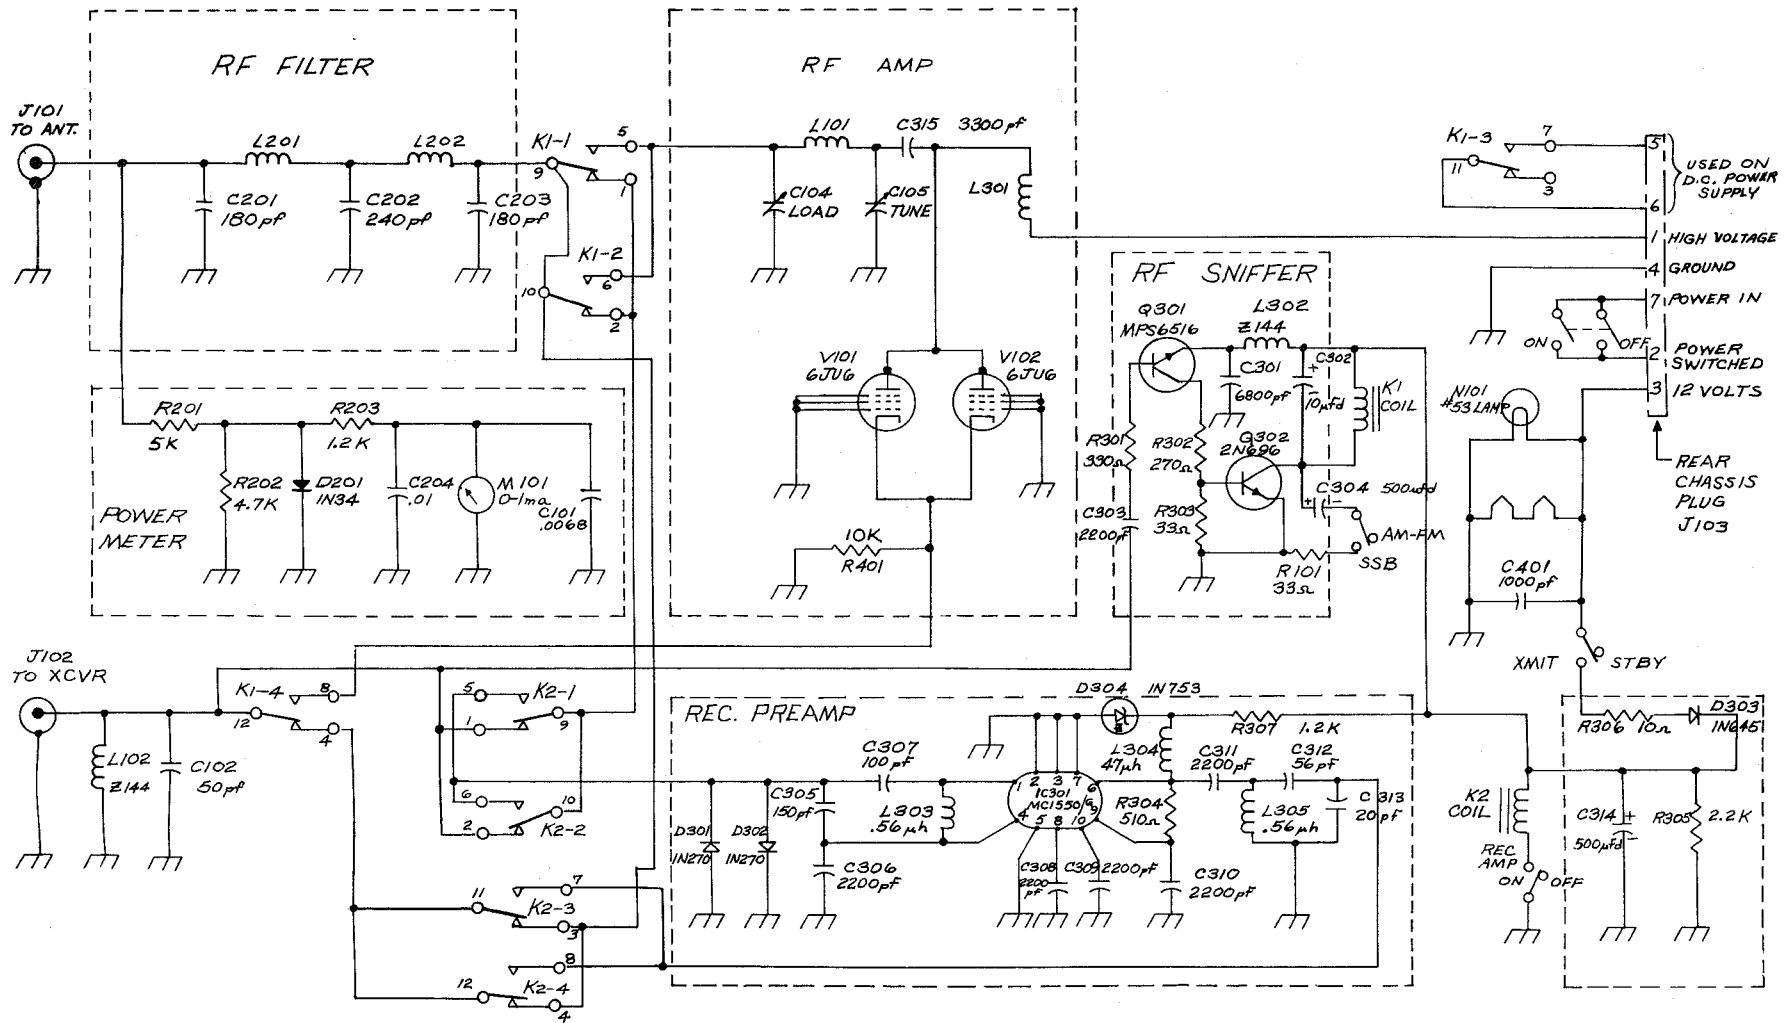 RF FILTER
J101
TO ANT.
L201
L202
C201
180pf
C202
240pf
C203
180pf
K1-1
5
9
1
K1-2
6
10
2
RF AMP
L101
C315 3300pf
C104
LOAD
C105
TUNE
L301
V101
6JU6
V102
6JU6
10K
R401
K1-3
7
11
3
5
6
USED ON
D.C. POWER
SUPPLY
1 HIGH VOLTAGE
4 GROUND
7 POWER IN
ON
OFF
2 POWER
SWITCHED
3 12 VOLTS
REAR
CHASSIS
PLUG
J103
RF SNIFFER
Q301
MPS6516
L302
Z144
C301
6800pf
C302
+
-
10µfd
K1
COIL
R301
330Ω
R302
270Ω
Q302
2N696
C303
2200pf
R303
33Ω
+ C304 -
500µfd
AM-FM
SSB
R101
33Ω
N101
#53 LAMP
C401
1000pf
XMIT
STBY
POWER
METER
R201
5K
R203
1.2K
R202
4.7K
D201
1N34
C204
.01
M101
0-1ma
C101
.0068
J102
TO XCVR
L102
Z144
C102
50pf
K1-4
8
12
4
K2-1
5
1
9
6
10
2
K2-2
11
7
K2-3
3
8
12
K2-4
4
REC. PREAMP
D304 1N753
R307 1.2K
L304
47µh
C311
2200pf
C312
56pf
C307
100pf
C305
150pf
L303
.56µh
1 2 3 7 6
IC301
MC1550/G
4 5 8 10 9
R304
510Ω
L305
.56µh
C313
20pf
D301
1N270
D302
1N270
C306
2200pf
C308
2200
pf
C309 2200pf
C310
2200pf
R306 10Ω
D303
1N645
K2
COIL
REC
AMP
ON
OFF
C314
+
-
500µfd
R305
2.2K